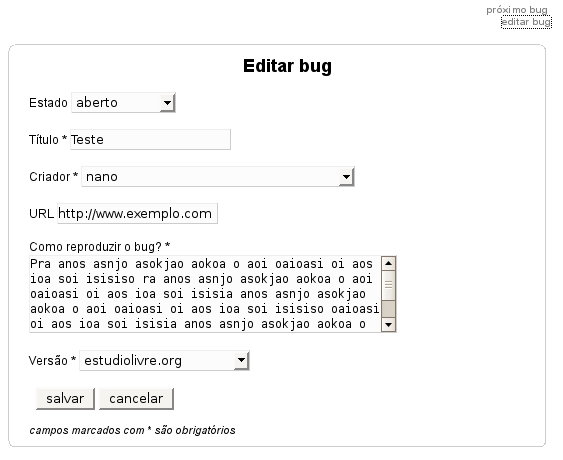 próximo bug
editar bug
Editar bug
Estado aberto
Título * Teste
Criador * nano
URL http://www.exemplo.com
Como reproduzir o bug? *
Pra anos asnjo asokjao aokoa o aoi oaioasi oi aos
ioa soi isisiso ra anos asnjo asokjao aokoa o aoi
oaioasi oi aos ioa soi isisia anos asnjo asokjao
aokoa o aoi oaioasi oi aos ioa soi isisiso oaioasi
oi aos ioa soi isisia anos asnjo asokjao aokoa o
Versão * estudiolivre.org
salvar cancelar
campos marcados com * são obrigatórios